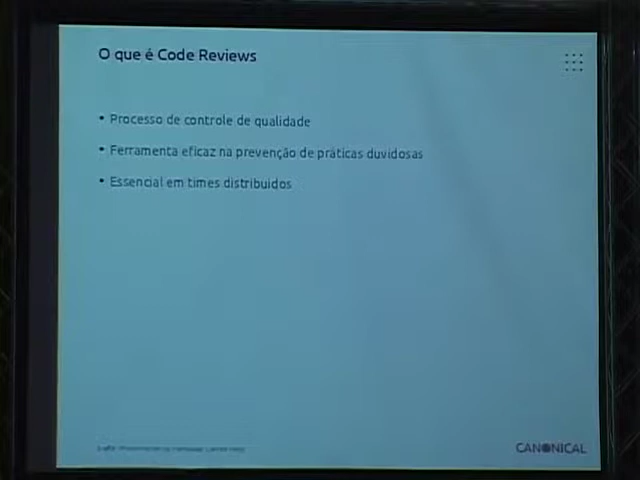 O que é Code Reviews
• Processo de controle de qualidade
• Ferramenta eficaz na prevenção de práticas duvidosas
• Essencial em times distribuidos
CANONICAL